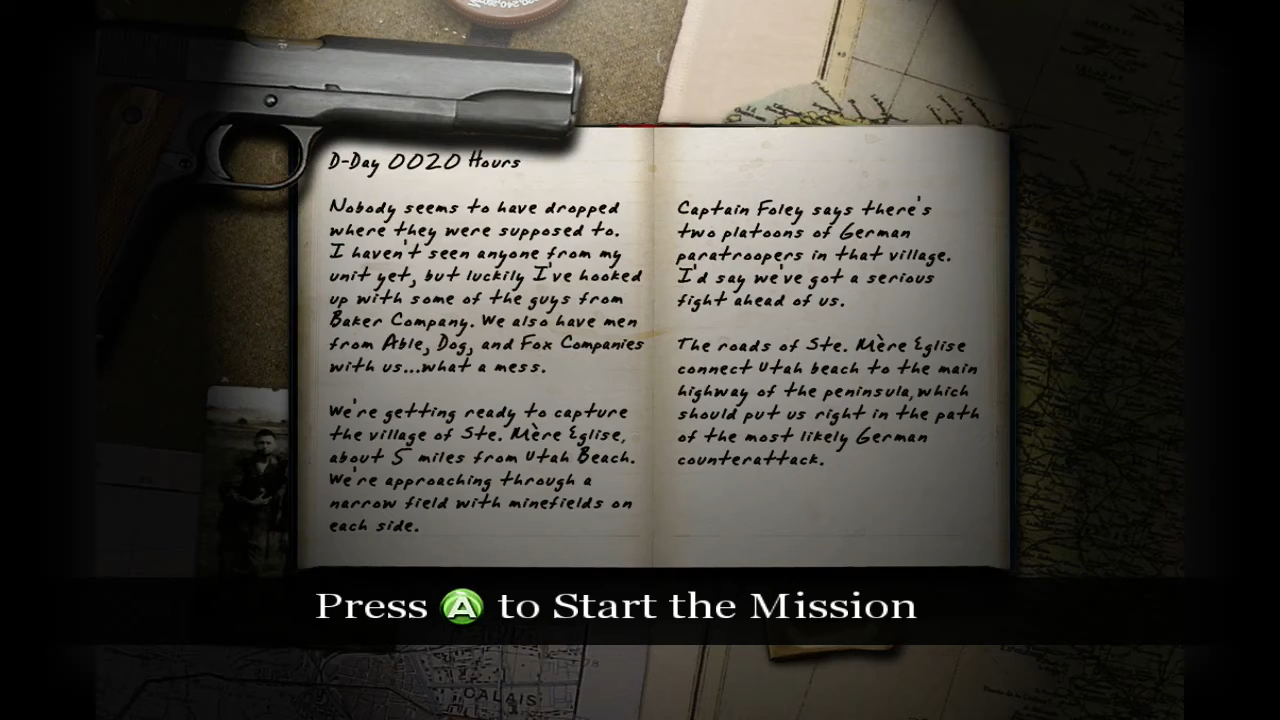 D-Day 0020 Hours
Nobody seems to have dropped
where they were supposed to.
I haven't seen anyone from my
unit yet, but luckily I've hooked
up with some of the guys from
Baker Company. We also have men
from Able, Dog, and Fox Companies
with us...what a mess.
We're getting ready to capture
the village of Ste. Mère Eglise,
about 5 miles from Utah Beach.
We're approaching through a
narrow field with minefields on
each side.
Captain Foley says there's
two platoons of German
paratroopers in that village.
I'd say we've got a serious
fight ahead of us.
The roads of Ste. Mère Eglise
connect Utah beach to the main
highway of the peninsula, which
should put us right in the path
of the most likely German
counterattack.
Press A to Start the Mission
CALAIS